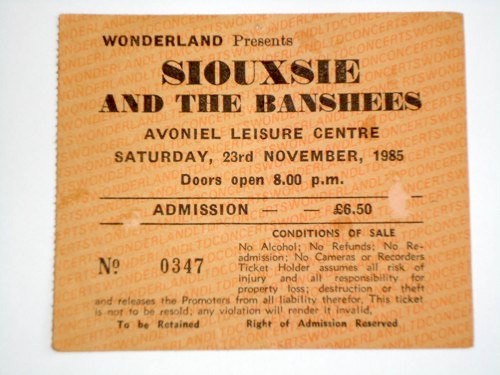 WONDERLAND Presents
SIOUXSIE
AND THE BANSHEES
AVONIEL LEISURE CENTRE
SATURDAY, 23rd NOVEMBER, 1985
Doors open 8.00 p.m.
ADMISSION — — £6.50
CONDITIONS OF SALE
No Alcohol; No Refunds; No Re-
admission; No Cameras or Recorders
Ticket Holder assumes all risk of
injury and all responsibility for
property loss; destruction or theft
and releases the Promoters from all liability therefor. This ticket
is not to be resold; any violation will render it invalid.
Nº 0347
To be Retained Right of Admission Reserved